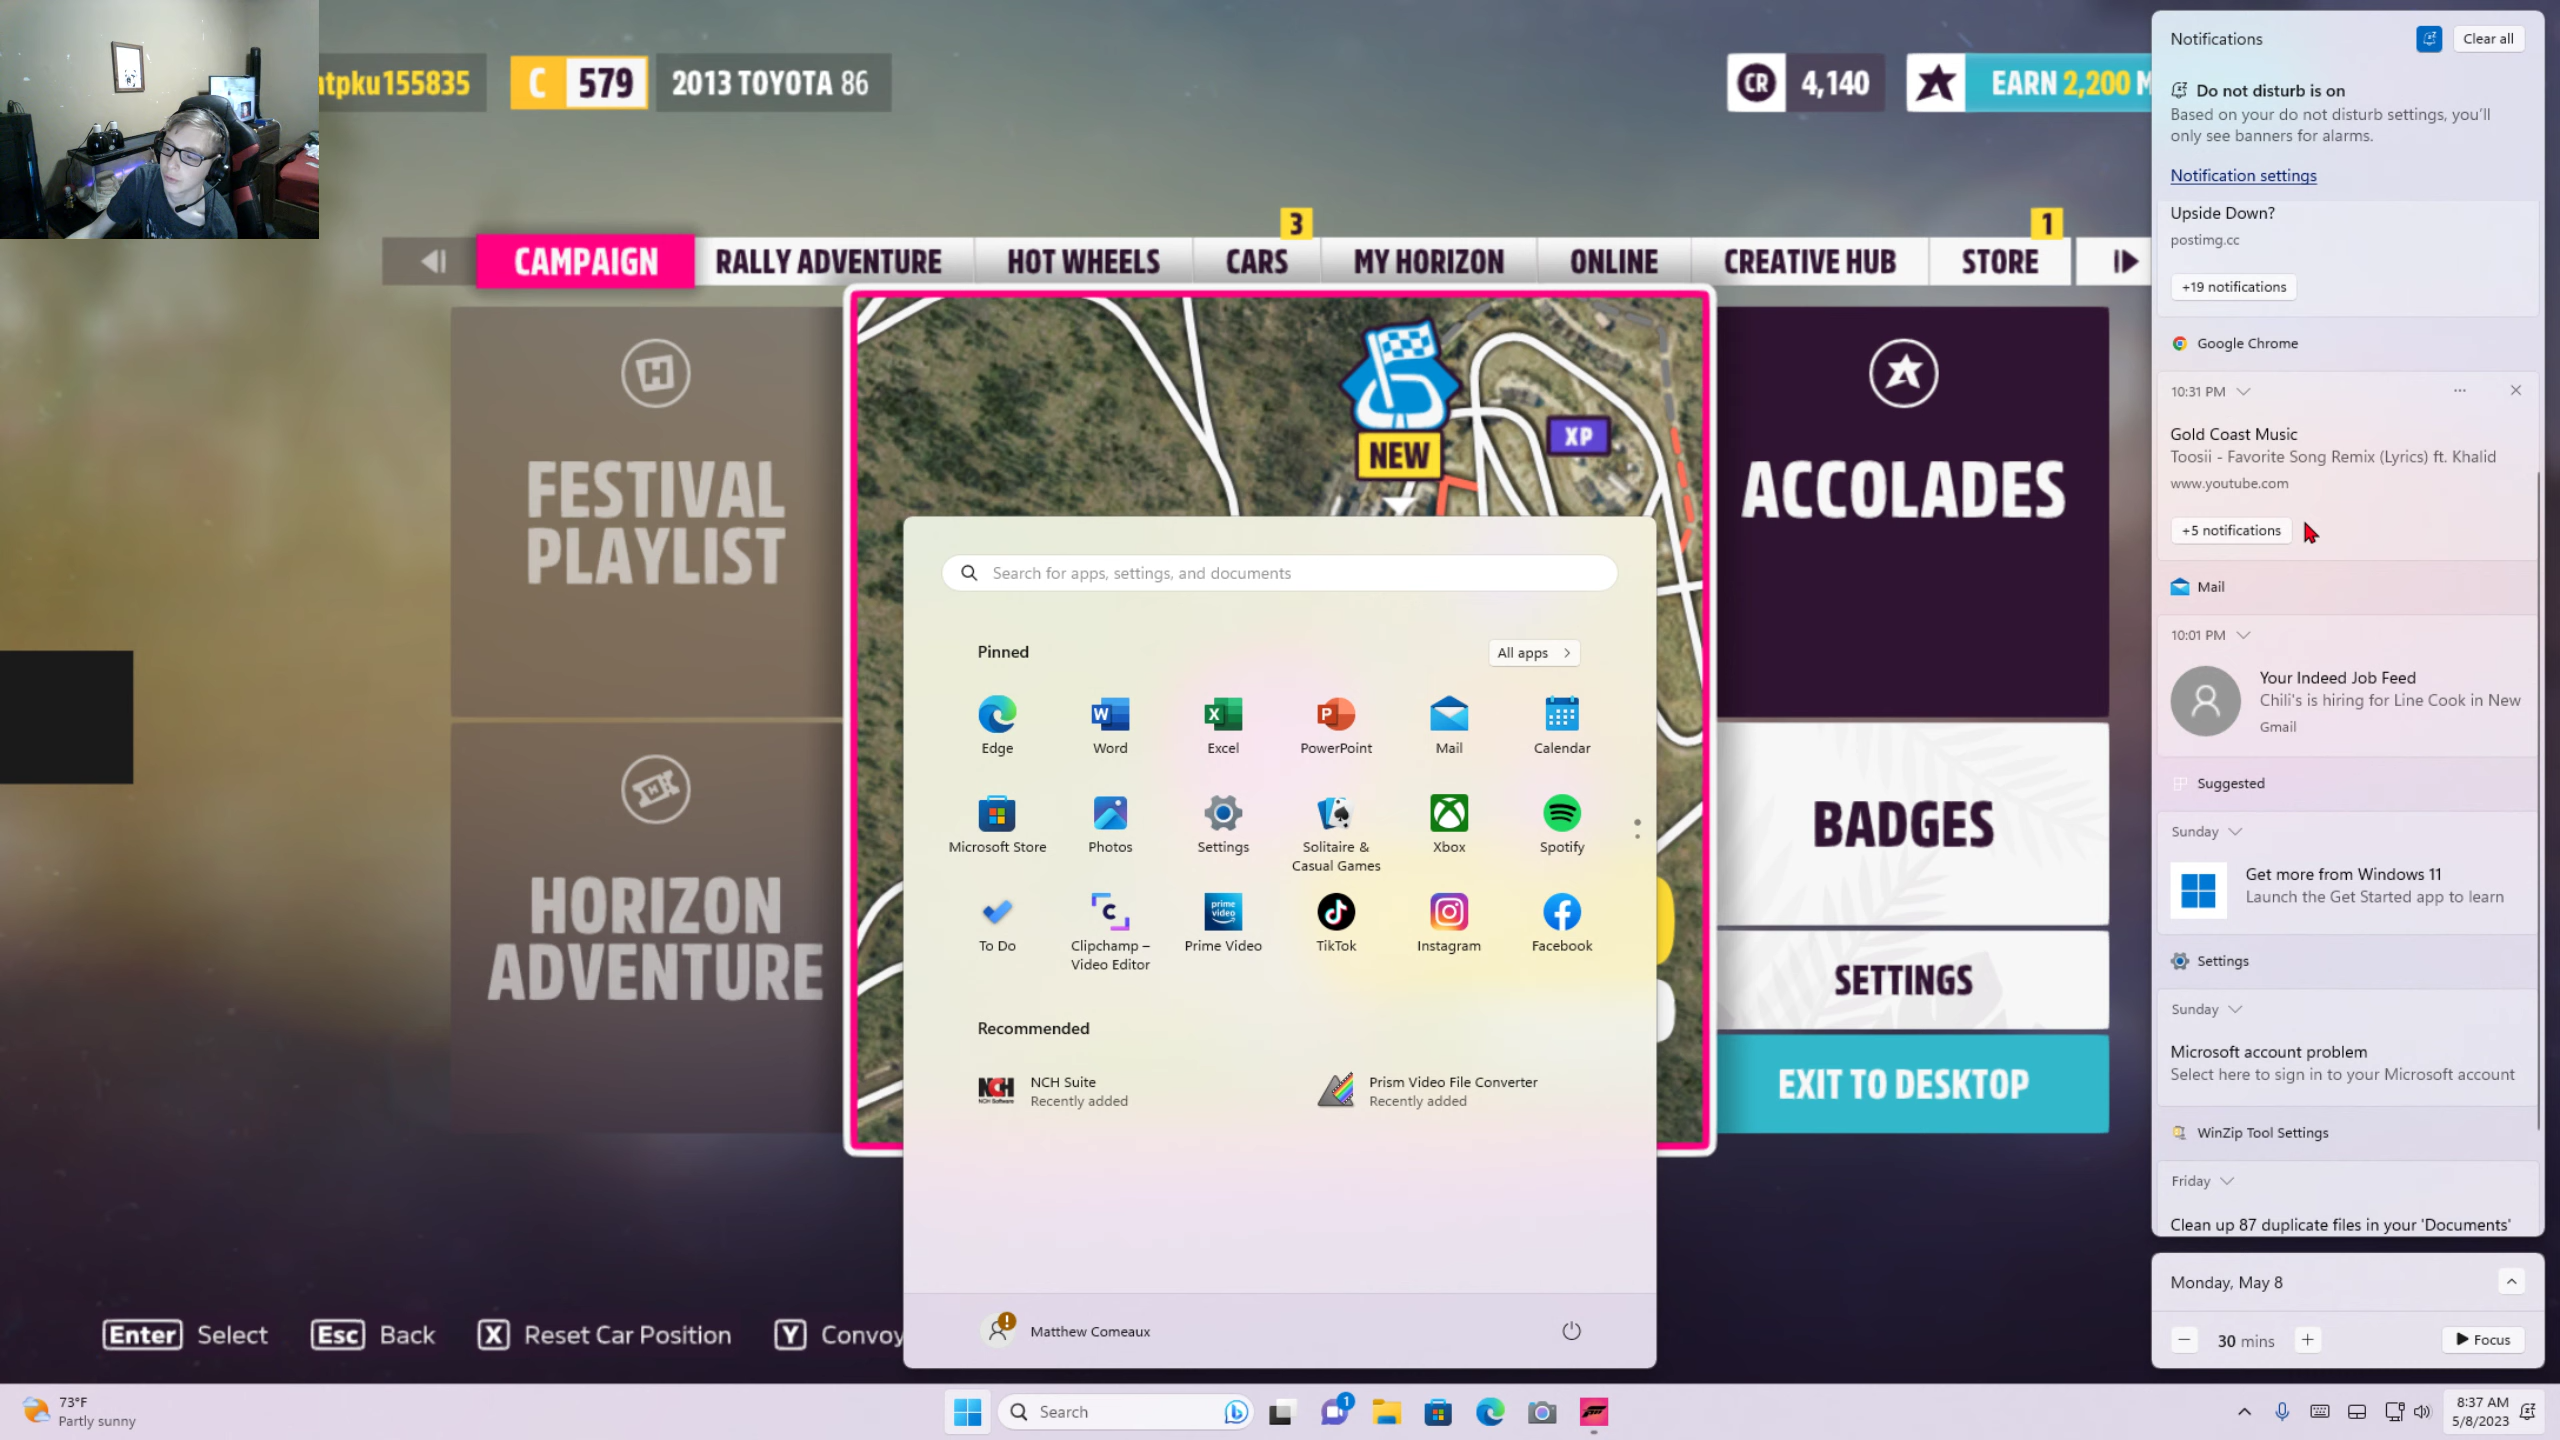 atpku155835
C 579
2013 TOYOTA 86
CR 4,140
EARN 2,200 M
3
1
CAMPAIGN
RALLY ADVENTURE
HOT WHEELS
CARS
MY HORIZON
ONLINE
CREATIVE HUB
STORE
FESTIVAL
PLAYLIST
HORIZON
ADVENTURE
NEW
XP
ACCOLADES
BADGES
SETTINGS
EXIT TO DESKTOP
Enter Select
Esc Back
X Reset Car Position
Y Convoy
Search for apps, settings, and documents
Pinned
All apps
Edge
Word
Excel
PowerPoint
Mail
Calendar
Microsoft Store
Photos
Settings
Solitaire &
Casual Games
Xbox
Spotify
To Do
Clipchamp –
Video Editor
prime
video
Prime Video
TikTok
Instagram
Facebook
Recommended
NCH Suite
Recently added
Prism Video File Converter
Recently added
Matthew Comeaux
Notifications
Clear all
Do not disturb is on
Based on your do not disturb settings, you'll
only see banners for alarms.
Notification settings
Upside Down?
postimg.cc
+19 notifications
Google Chrome
10:31 PM
Gold Coast Music
Toosii - Favorite Song Remix (Lyrics) ft. Khalid
www.youtube.com
+5 notifications
Mail
10:01 PM
Your Indeed Job Feed
Chili's is hiring for Line Cook in New
Gmail
Suggested
Sunday
Get more from Windows 11
Launch the Get Started app to learn
Settings
Sunday
Microsoft account problem
Select here to sign in to your Microsoft account
WinZip Tool Settings
Friday
Clean up 87 duplicate files in your 'Documents'
Monday, May 8
30 mins
Focus
73°F
Partly sunny
Search
1
8:37 AM
5/8/2023